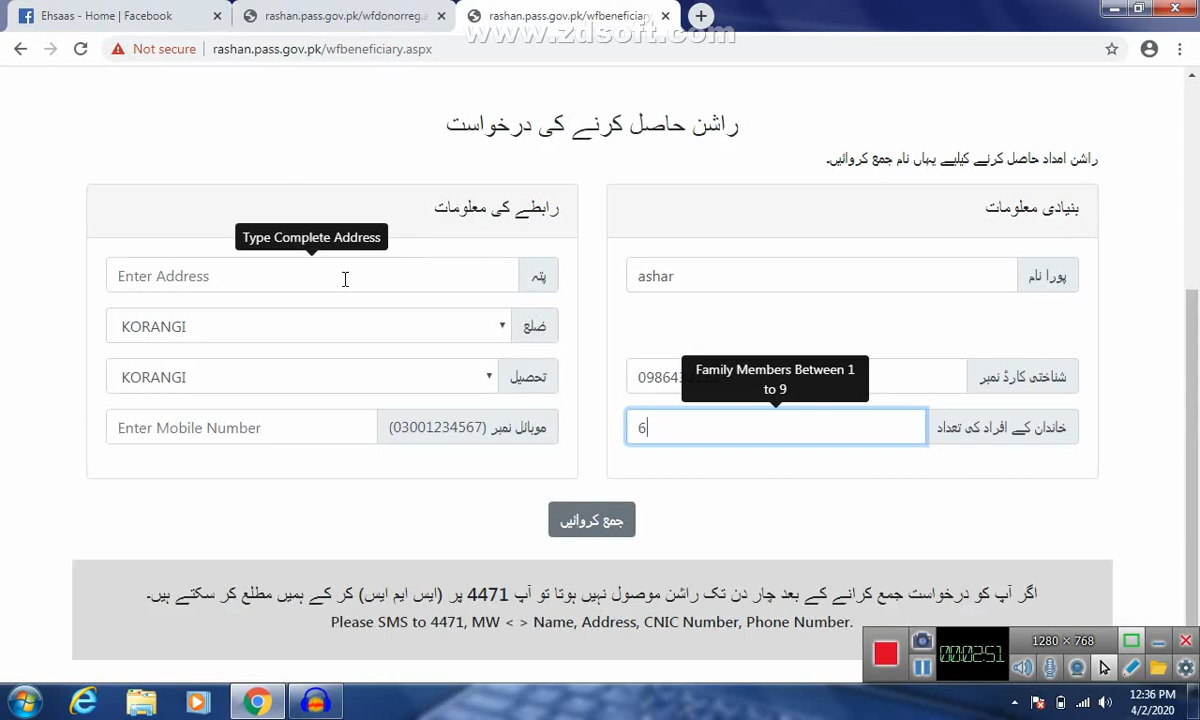 Ehsaas - Home | Facebook
rashan.pass.gov.pk/wfdonorreg.a
rashan.pass.gov.pk/wfbeneficiary
www.zdsoft.com
Not secure
rashan.pass.gov.pk/wfbeneficiary.aspx
راشن حاصل کرنے کی درخواست
راشن امداد حاصل کرنے کیلیے یہاں نام جمع کروائیں۔
بنیادی معلومات
پورا نام
ashar
شناختی کارڈ نمبر
Family Members Between 1
to 9
خاندان کے افراد کی تعداد
6
رابطے کی معلومات
Type Complete Address
پتہ
Enter Address
ضلع
KORANGI
تحصیل
KORANGI
موبائل نمبر (03001234567)
Enter Mobile Number
جمع کروائیں
اگر آپ کو درخواست جمع کرانے کے بعد چار دن تک راشن موصول نہیں ہوتا تو آپ 4471 پر (ایس ایم ایس) کر کے ہمیں مطلع کر سکتے ہیں۔
Please SMS to 4471, MW < > Name, Address, CNIC Number, Phone Number.
00:02:51
1280 × 768
12:36 PM
4/2/2020